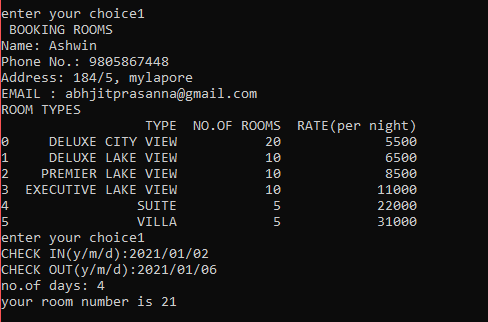 enter your choice1
BOOKING ROOMS
Name: Ashwin
Phone No.: 9805867448
Address: 184/5, mylapore
EMAIL : abhjitprasanna@gmail.com
ROOM TYPES
TYPE NO.OF ROOMS RATE(per night)
0 DELUXE CITY VIEW 20 5500
1 DELUXE LAKE VIEW 10 6500
2 PREMIER LAKE VIEW 10 8500
3 EXECUTIVE LAKE VIEW 10 11000
4 SUITE 5 22000
5 VILLA 5 31000
enter your choice1
CHECK IN(y/m/d):2021/01/02
CHECK OUT(y/m/d):2021/01/06
no.of days: 4
your room number is 21